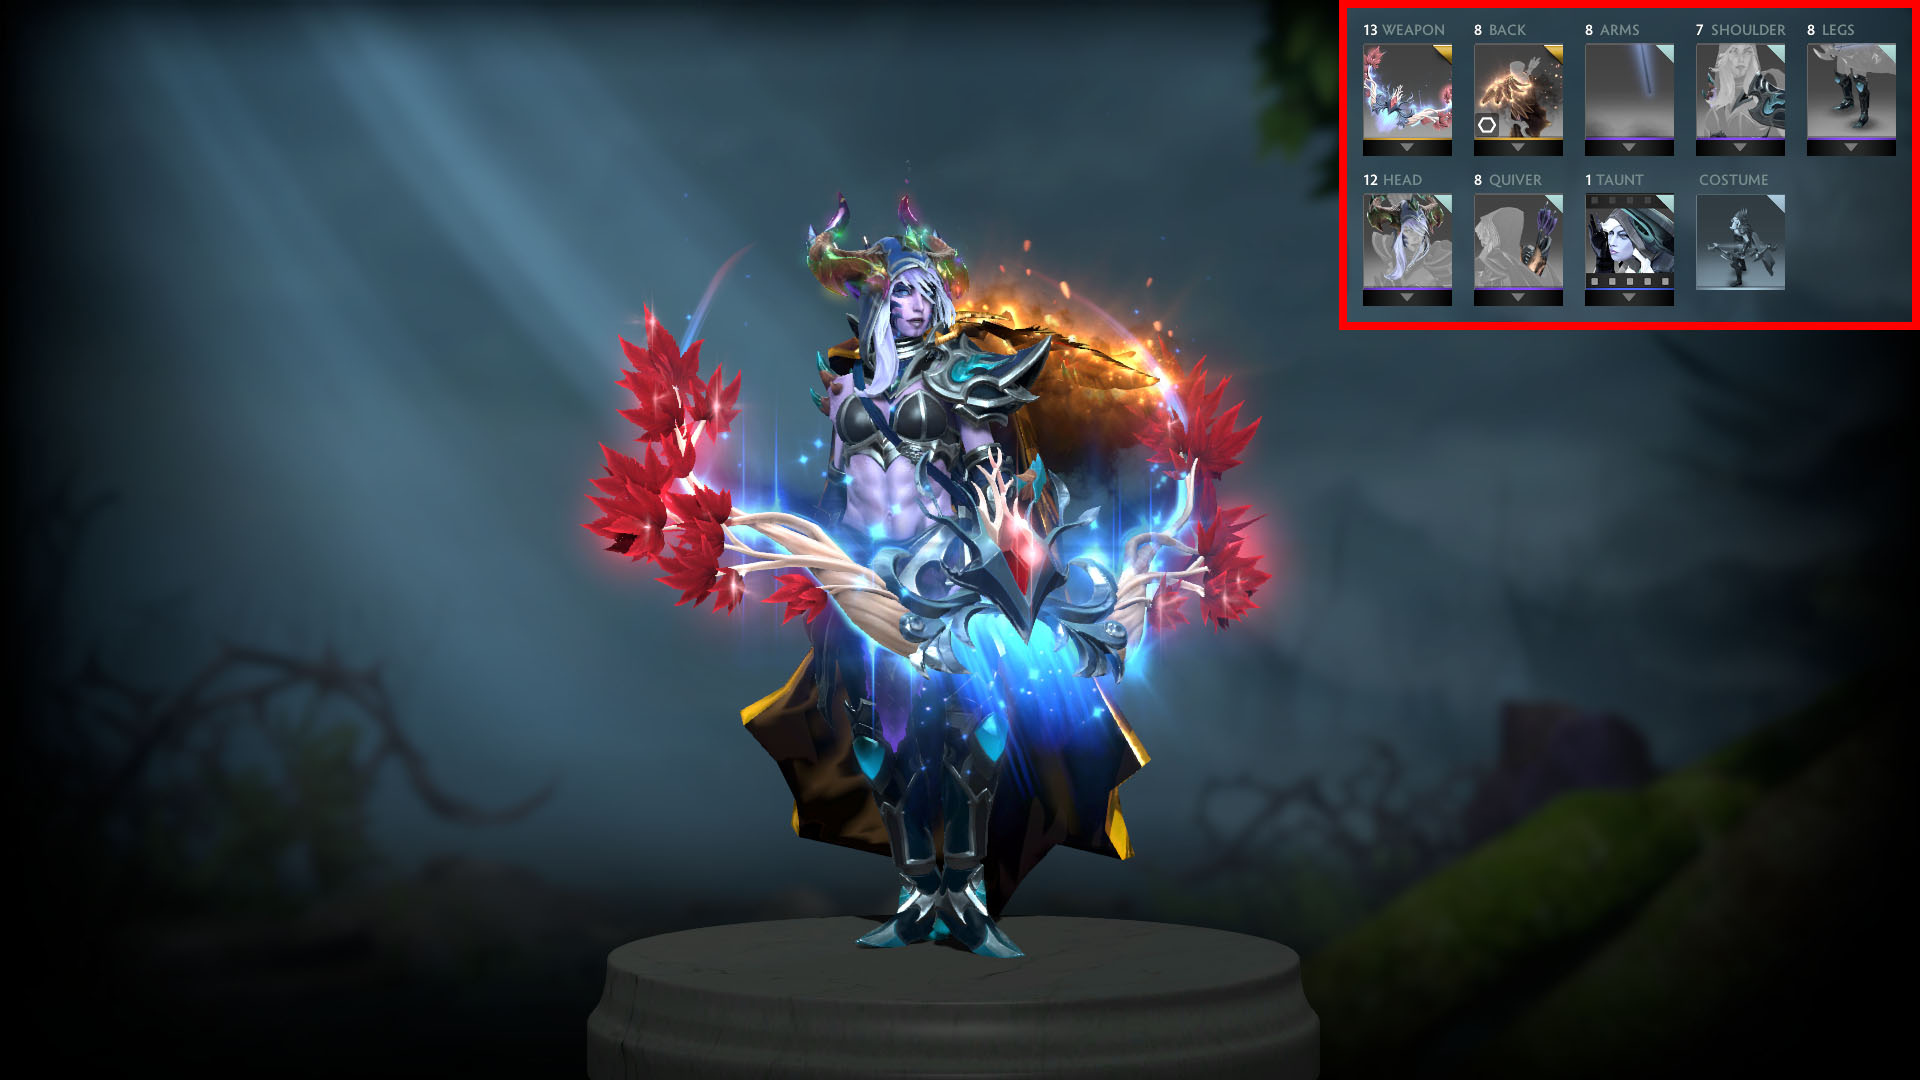 13 WEAPON 8 BACK 8 ARMS 7 SHOULDER 8 LEGS
12 HEAD 8 QUIVER 1 TAUNT COSTUME